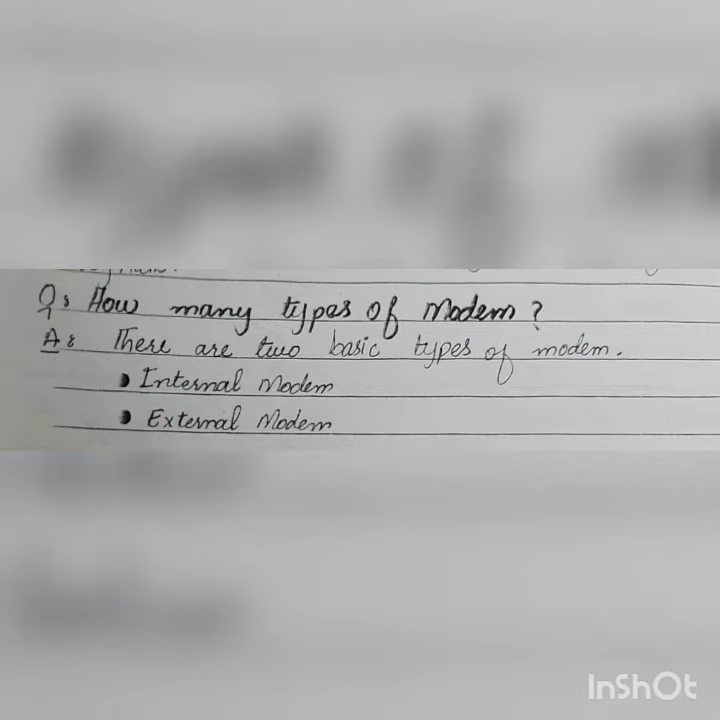 Q: How many types of Modem?
A: There are two basic types of modem.
• Internal Modem
• External Modem
InShOt